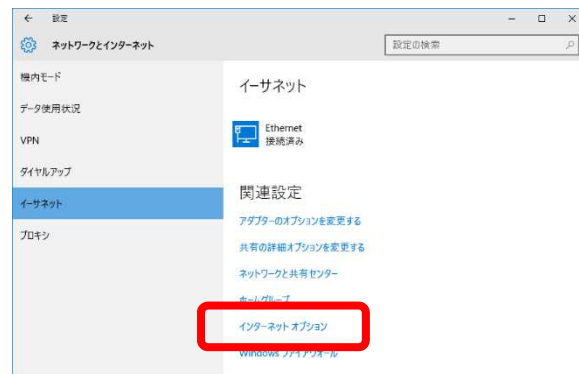 設定
ネットワークとインターネット
設定の検索
機内モード
データ使用状況
VPN
ダイヤルアップ
イーサネット
プロキシ
イーサネット
Ethernet
接続済み
関連設定
アダプターのオプションを変更する
共有の詳細オプションを変更する
ネットワークと共有センター
ホームグループ
インターネット オプション
Windows ファイアウォール